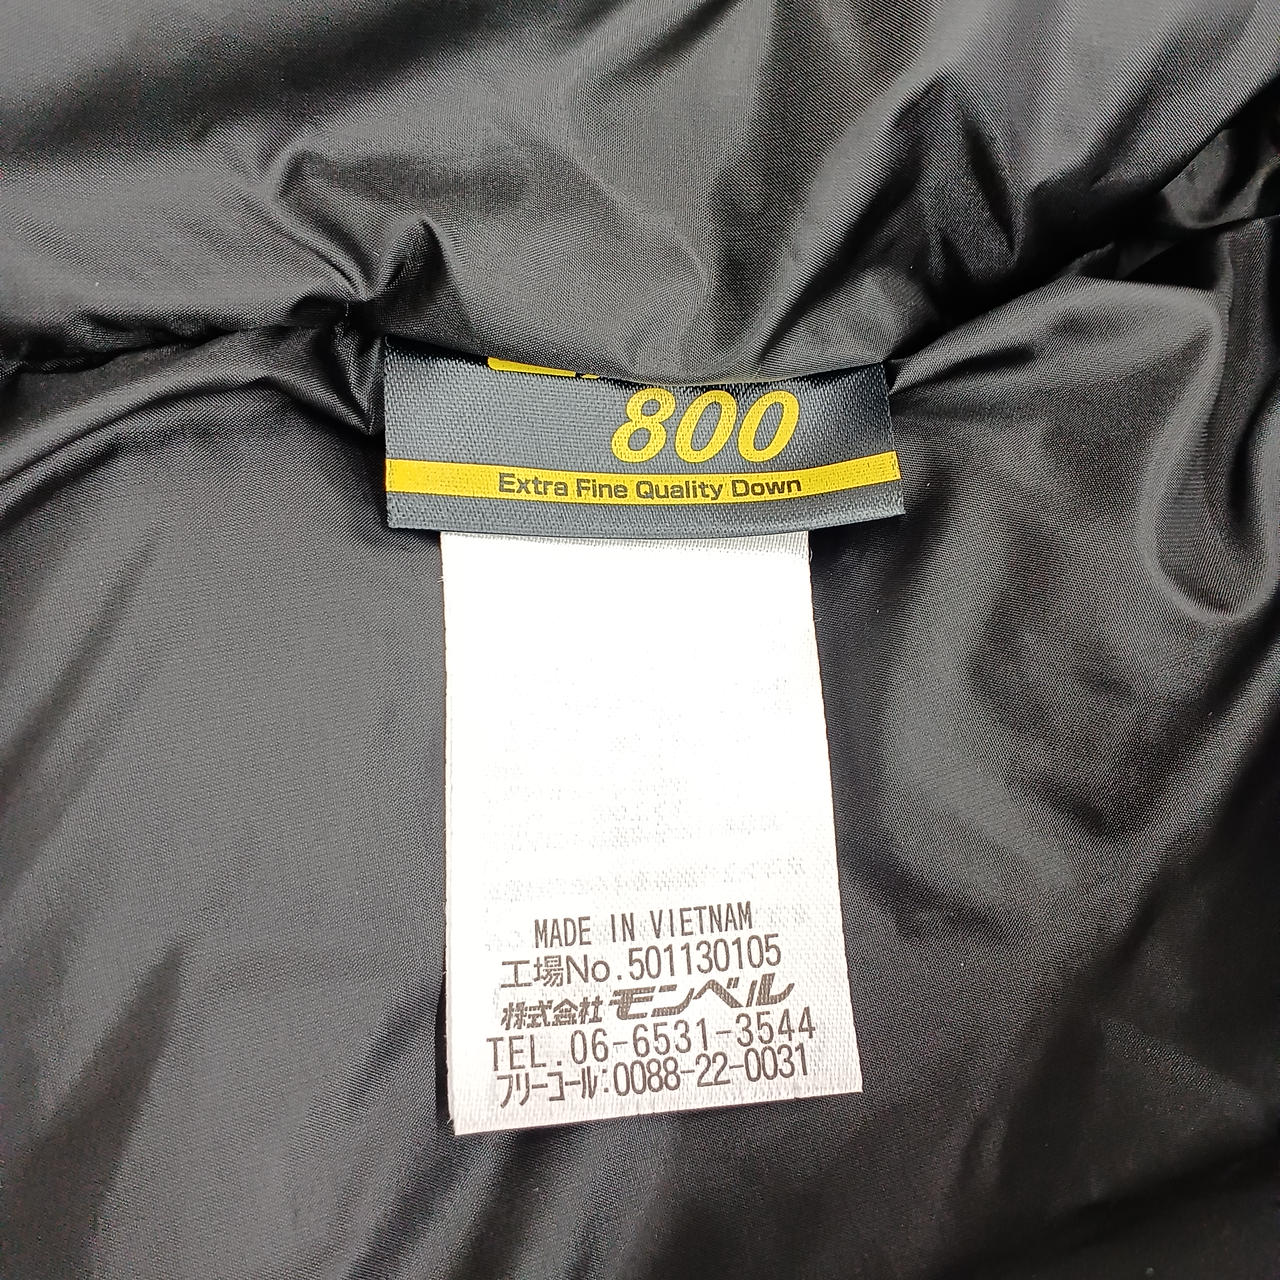 800
Extra Fine Quality Down
MADE IN VIETNAM
工場No.501130105
株式会社モンベル
TEL.06-6531-3544
フリーコール:0088-22-0031